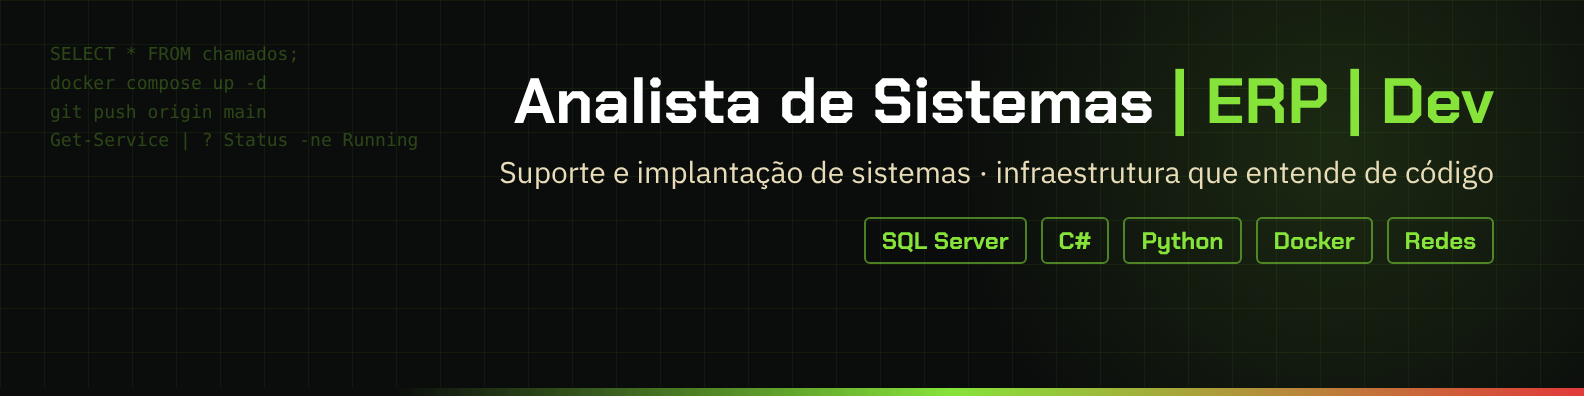 SELECT * FROM chamados;
docker compose up -d
git push origin main
Get-Service | ? Status -ne Running
Analista de Sistemas | ERP | Dev
Suporte e implantação de sistemas · infraestrutura que entende de código
SQL Server C# Python Docker Redes